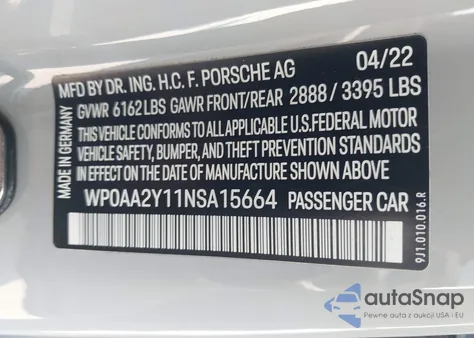 MFD BY DR. ING. H.C. F. PORSCHE AG 04/22
GVWR 6162 LBS GAWR FRONT/REAR 2888 / 3395 LBS
THIS VEHICLE CONFORMS TO ALL APPLICABLE U.S.FEDERAL MOTOR
VEHICLE SAFETY, BUMPER, AND THEFT PREVENTION STANDARDS IN
EFFECT ON THE DATE OF MANUFACTURE SHOWN ABOVE.
WP0AA2Y11NSA15664 PASSENGER CAR
MADE IN GERMANY
9J1.010.016.R
autoSnap
Pewne auta z aukcji USA i EU